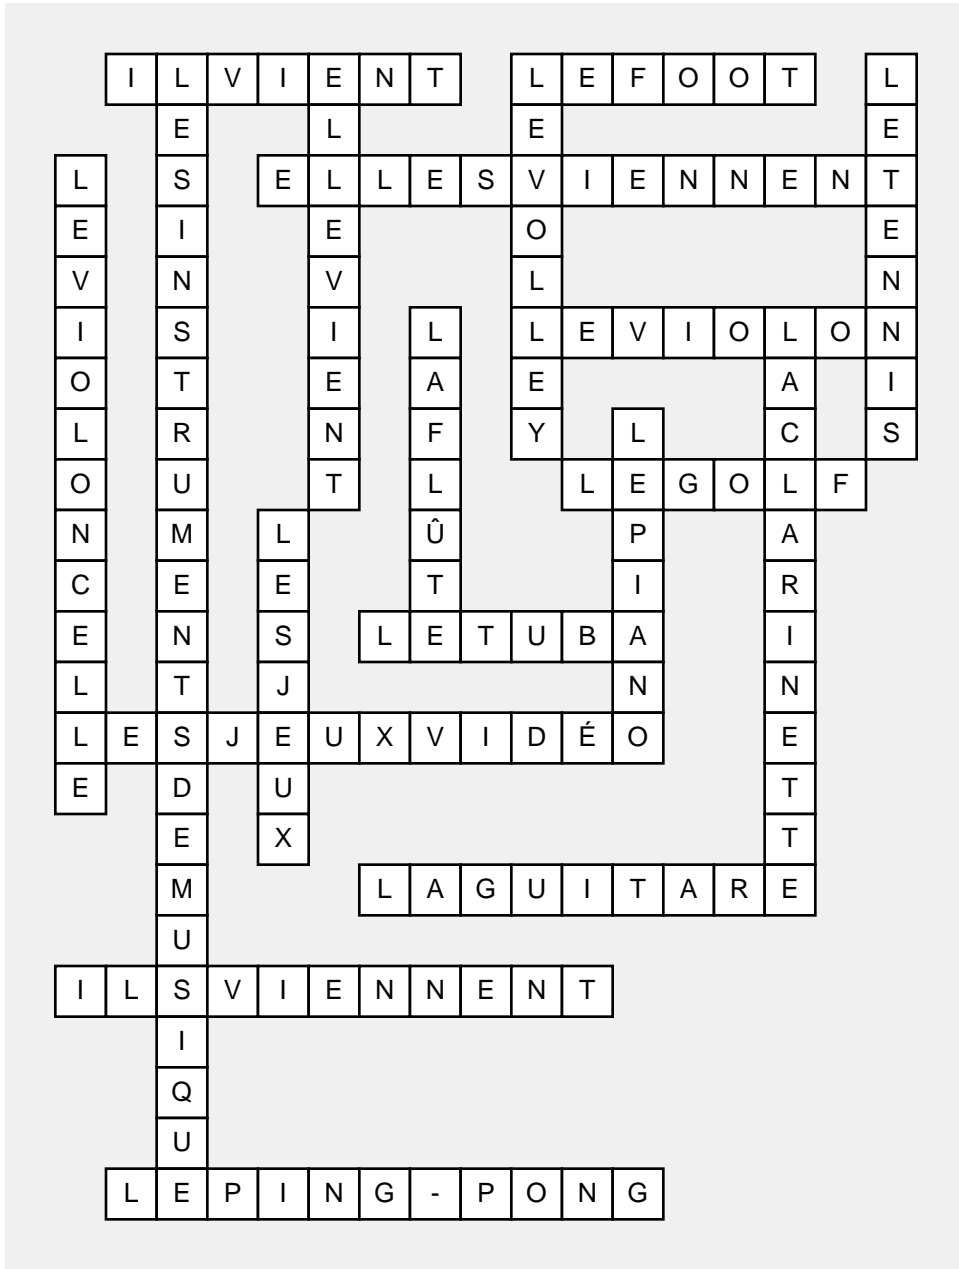 ILVIENT
LESINSTRUMENTSDEMUSIQUE
ELLEVIENT
LEFOOT
LEVOLLEY
LETENNIS
LEVIOLONCELLE
ELLESVIENNENT
LAFLÛTE
LEVIOLON
LACLARINETTE
LEPIANO
LEGOLF
LESJEUX
LETUBA
LESJEUXVIDÉO
LAGUITARE
ILSVIENNENT
LEPING-PONG